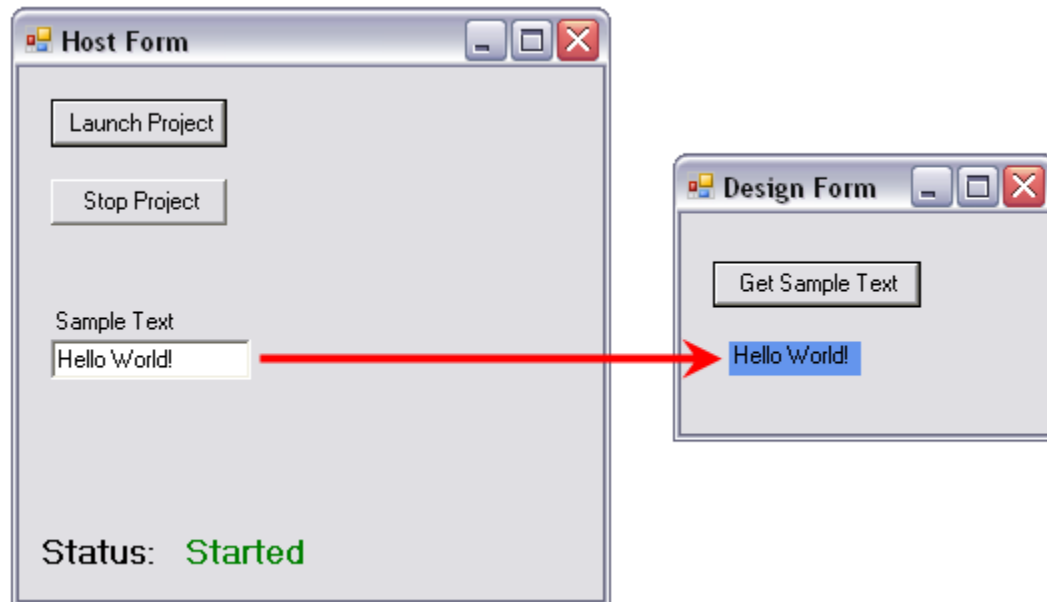 Host Form
Launch Project
Stop Project
Sample Text
Hello World!
Status: Started
Design Form
Get Sample Text
Hello World!